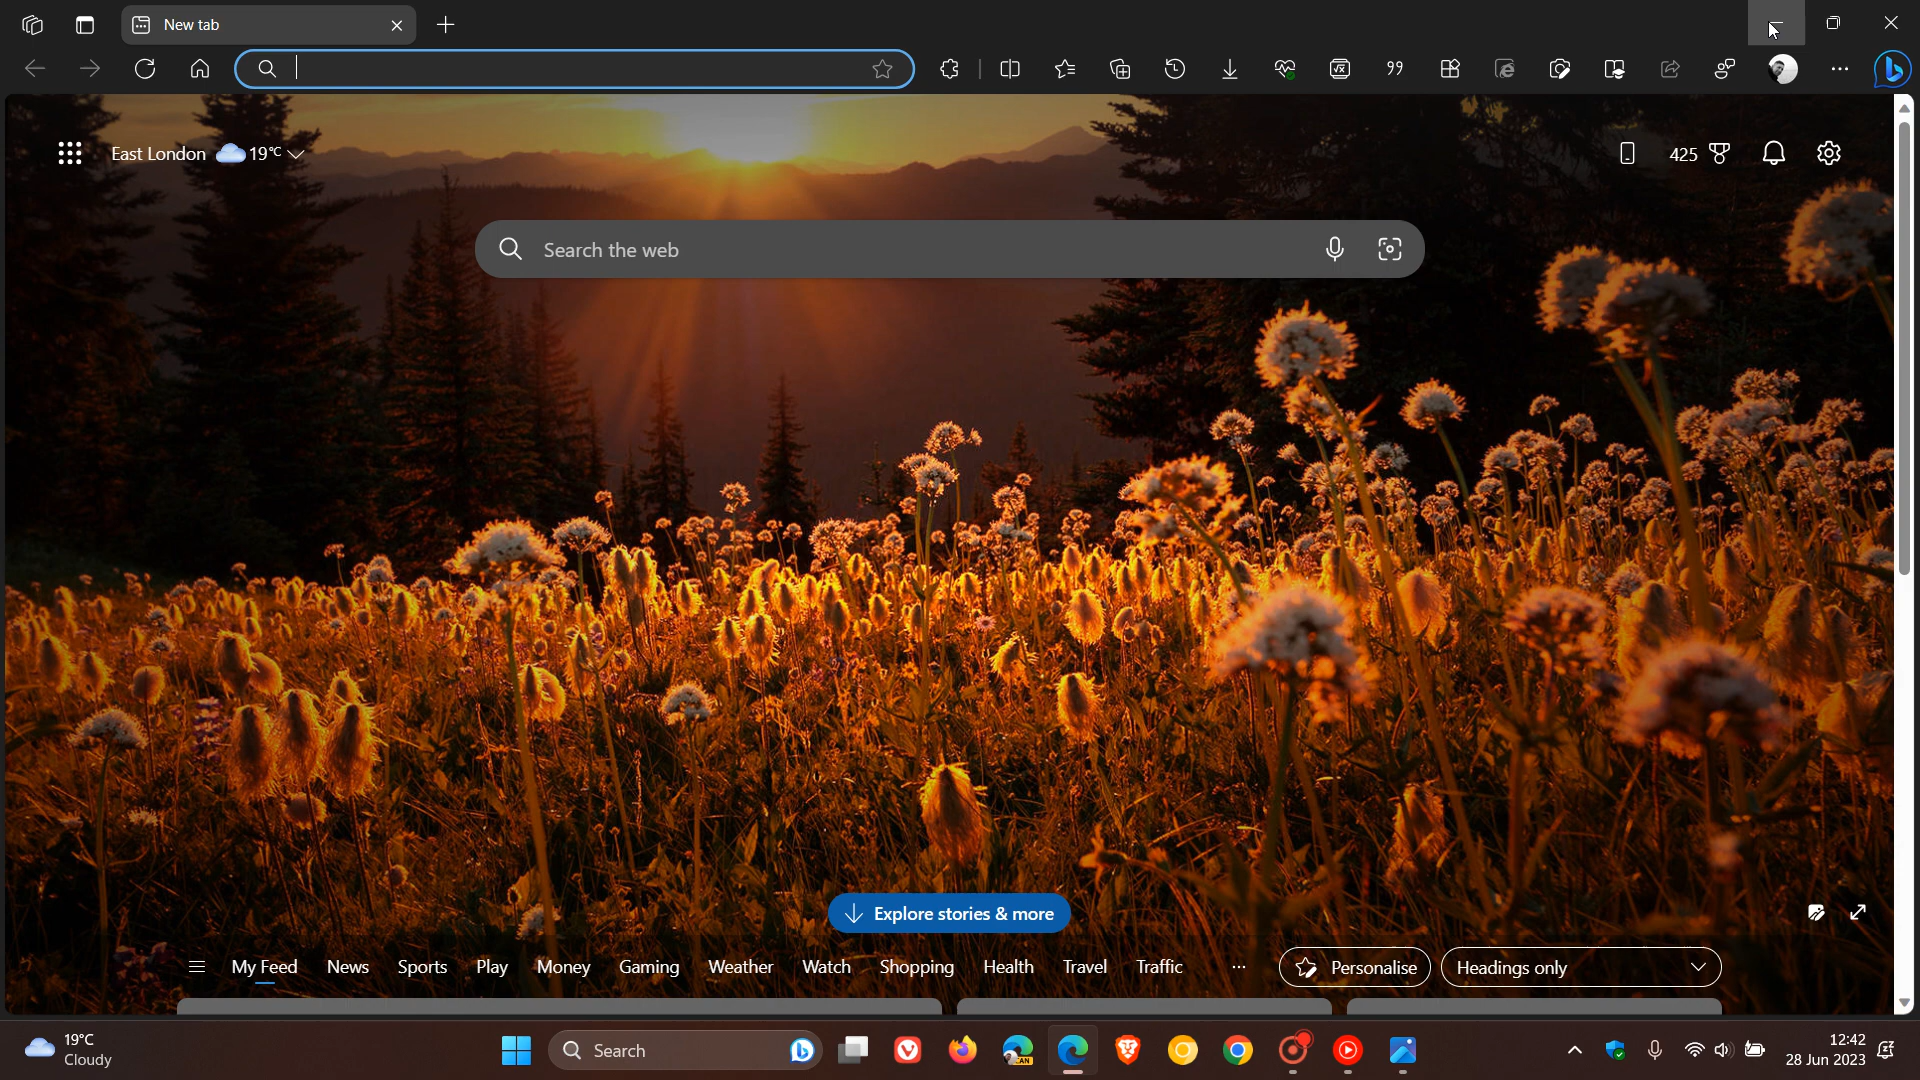 New tab
East London 19°C
425
Search the web
Explore stories & more
My Feed News Sports Play Money Gaming Weather Watch Shopping Health Travel Traffic ... Personalise Headings only
19°C
Cloudy
Search
CAN
12:42
28 Jun 2023